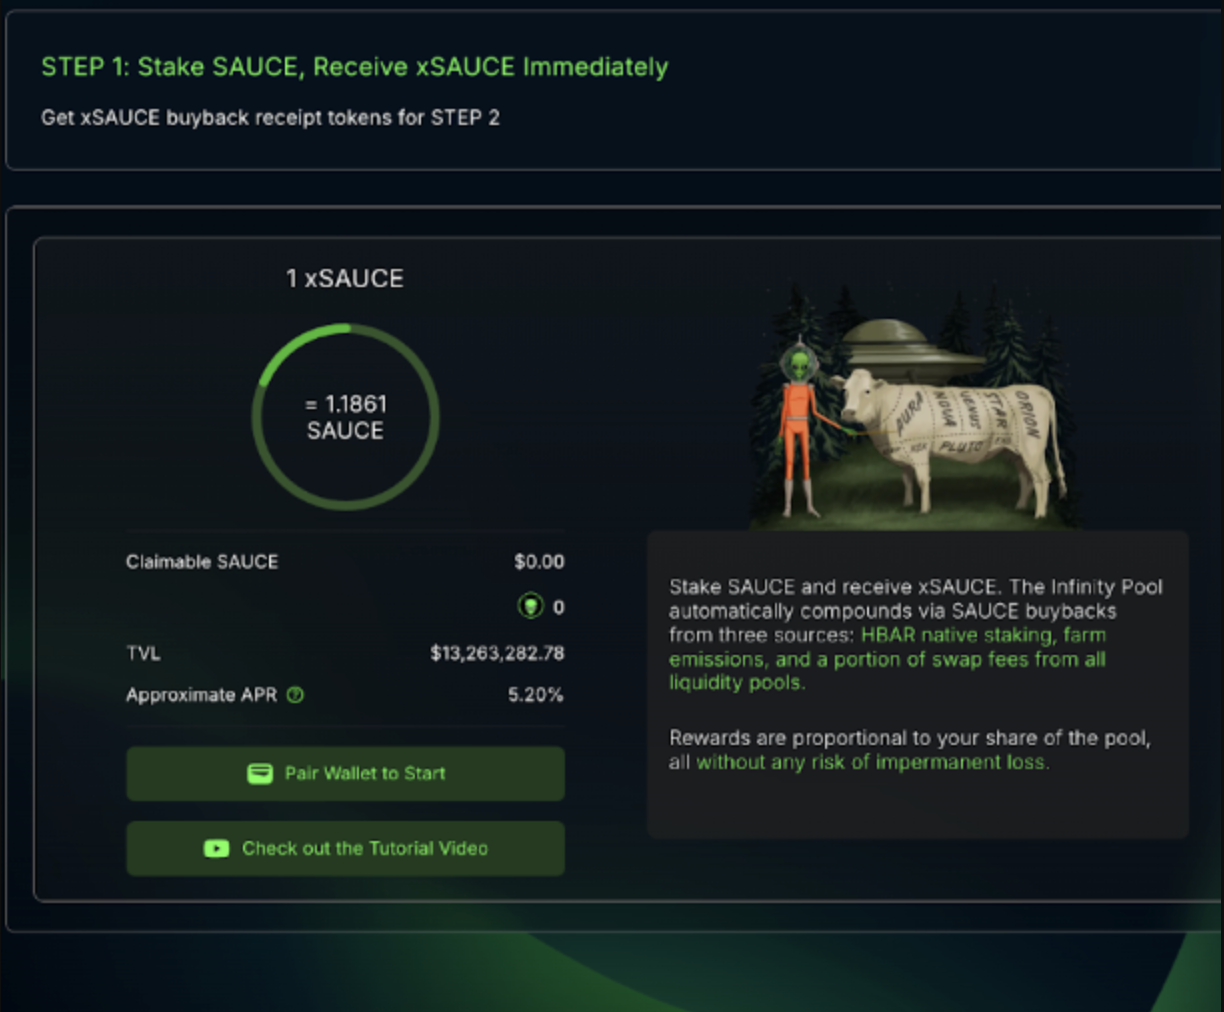 STEP 1: Stake SAUCE, Receive xSAUCE Immediately
Get xSAUCE buyback receipt tokens for STEP 2
1 xSAUCE
= 1.1861
SAUCE
Claimable SAUCE $0.00
0
TVL $13,263,282.78
Approximate APR ? 5.20%
Pair Wallet to Start
Check out the Tutorial Video
AURA
NOVA
VENUS
STAR
ORION
PLUTO
Stake SAUCE and receive xSAUCE. The Infinity Pool
automatically compounds via SAUCE buybacks
from three sources: HBAR native staking, farm
emissions, and a portion of swap fees from all
liquidity pools.
Rewards are proportional to your share of the pool,
all without any risk of impermanent loss.